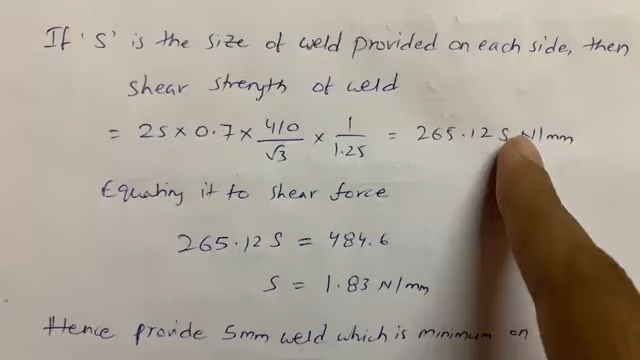 If 's' is the size of weld provided on each side, then
shear strength of weld
= 2s × 0.7 × 410/√3 × 1/1.25 = 265.12 s N/mm
Equating it to shear force
265.12 s = 484.6
s = 1.83 N/mm
Hence provide 5mm weld which is minimum on